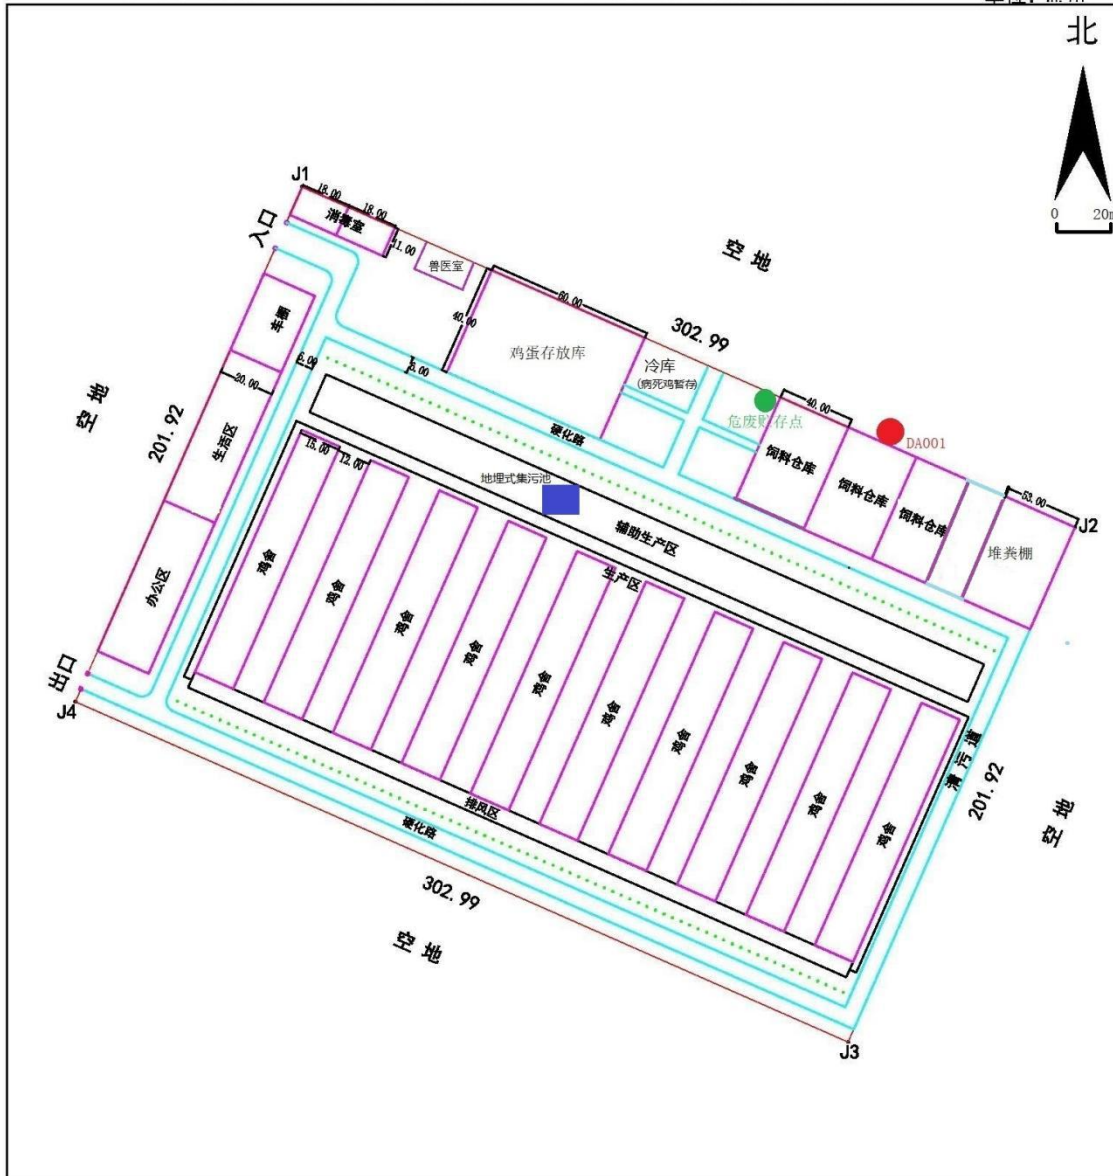 北
0 20m
J1
18.00
18.00
消毒室
11.00
入口
兽医室
空地
60.00
302.99
40.00
鸡蛋存放库
冷库
(病死鸡暂存)
车棚
6.00
8.00
20.00
危废贮存点
40.00
DA001
饲料仓库
饲料仓库
饲料仓库
53.00
J2
堆粪棚
空地
201.92
生活区
硬化路
15.00
12.00
地埋式集污池
辅助生产区
生产区
办公区
鸡舍
鸡舍
鸡舍
鸡舍
鸡舍
鸡舍
鸡舍
鸡舍
鸡舍
鸡舍
出口
J4
清污道
201.92
空地
排风区
硬化路
302.99
空地
J3